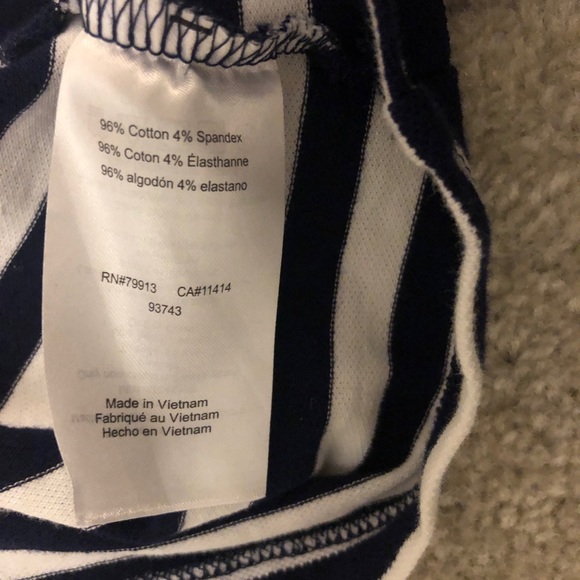 96% Cotton 4% Spandex
96% Coton 4% Élasthanne
96% algodón 4% elastano
RN#79913 CA#11414
93743
Made in Vietnam
Fabriqué au Vietnam
Hecho en Vietnam